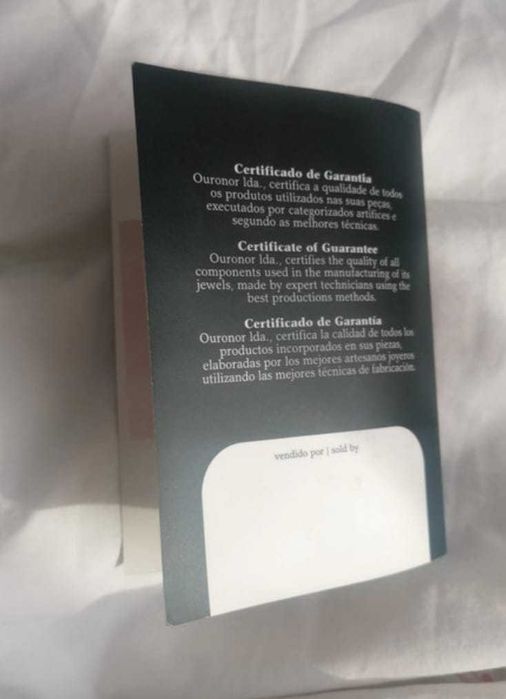 Certificado de Garantia
Ouronor lda., certifica a qualidade de todos
os produtos utilizados nas suas peças,
executados por categorizados artífices e
segundo as melhores técnicas.
Certificate of Guarantee
Ouronor lda., certifies the quality of all
components used in the manufacturing of its
jewels, made by expert technicians using the
best productions methods.
Certificado de Garantía
Ouronor lda., certifica la calidad de todos los
productos incorporados en sus piezas,
elaboradas por los mejores artesanos joyeros
utilizando las mejores técnicas de fabricación.
vendido por | sold by